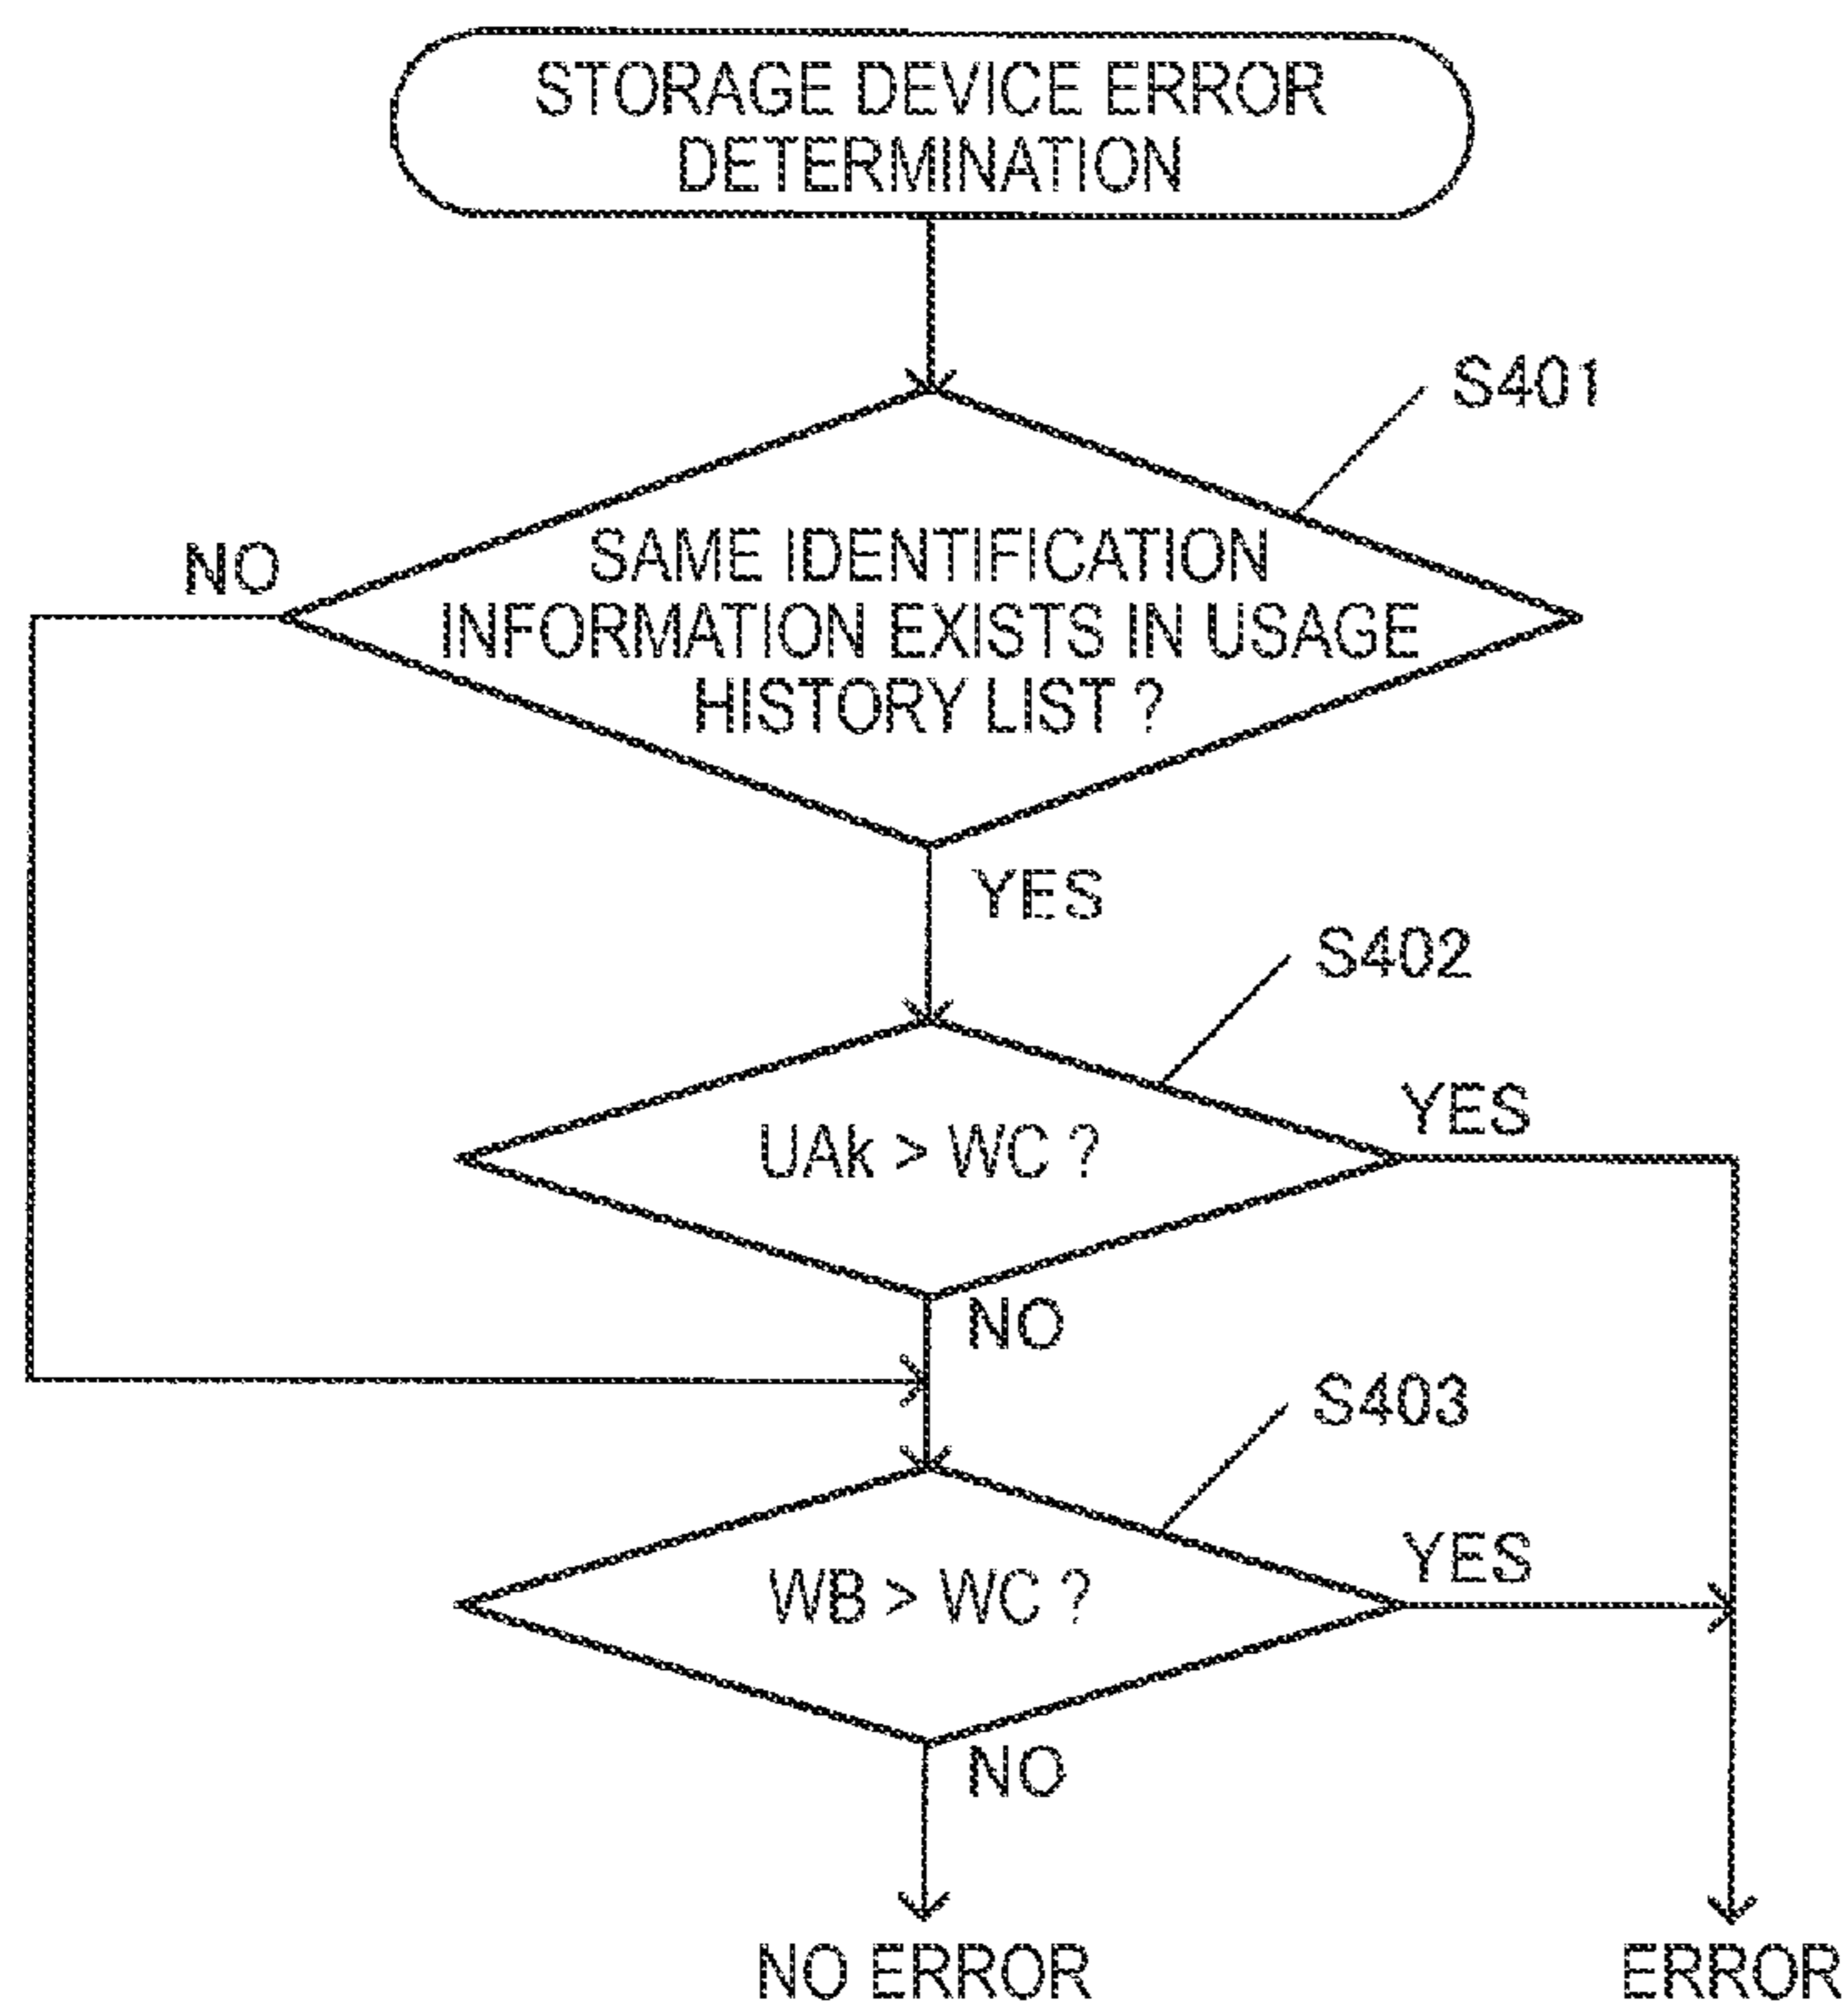 STORAGE DEVICE ERROR
DETERMINATION
S401
NO
SAME IDENTIFICATION
INFORMATION EXISTS IN USAGE
HISTORY LIST ?
YES
S402
YES
UAk > WC ?
NO
S403
YES
WB > WC ?
NO
NO ERROR
ERROR